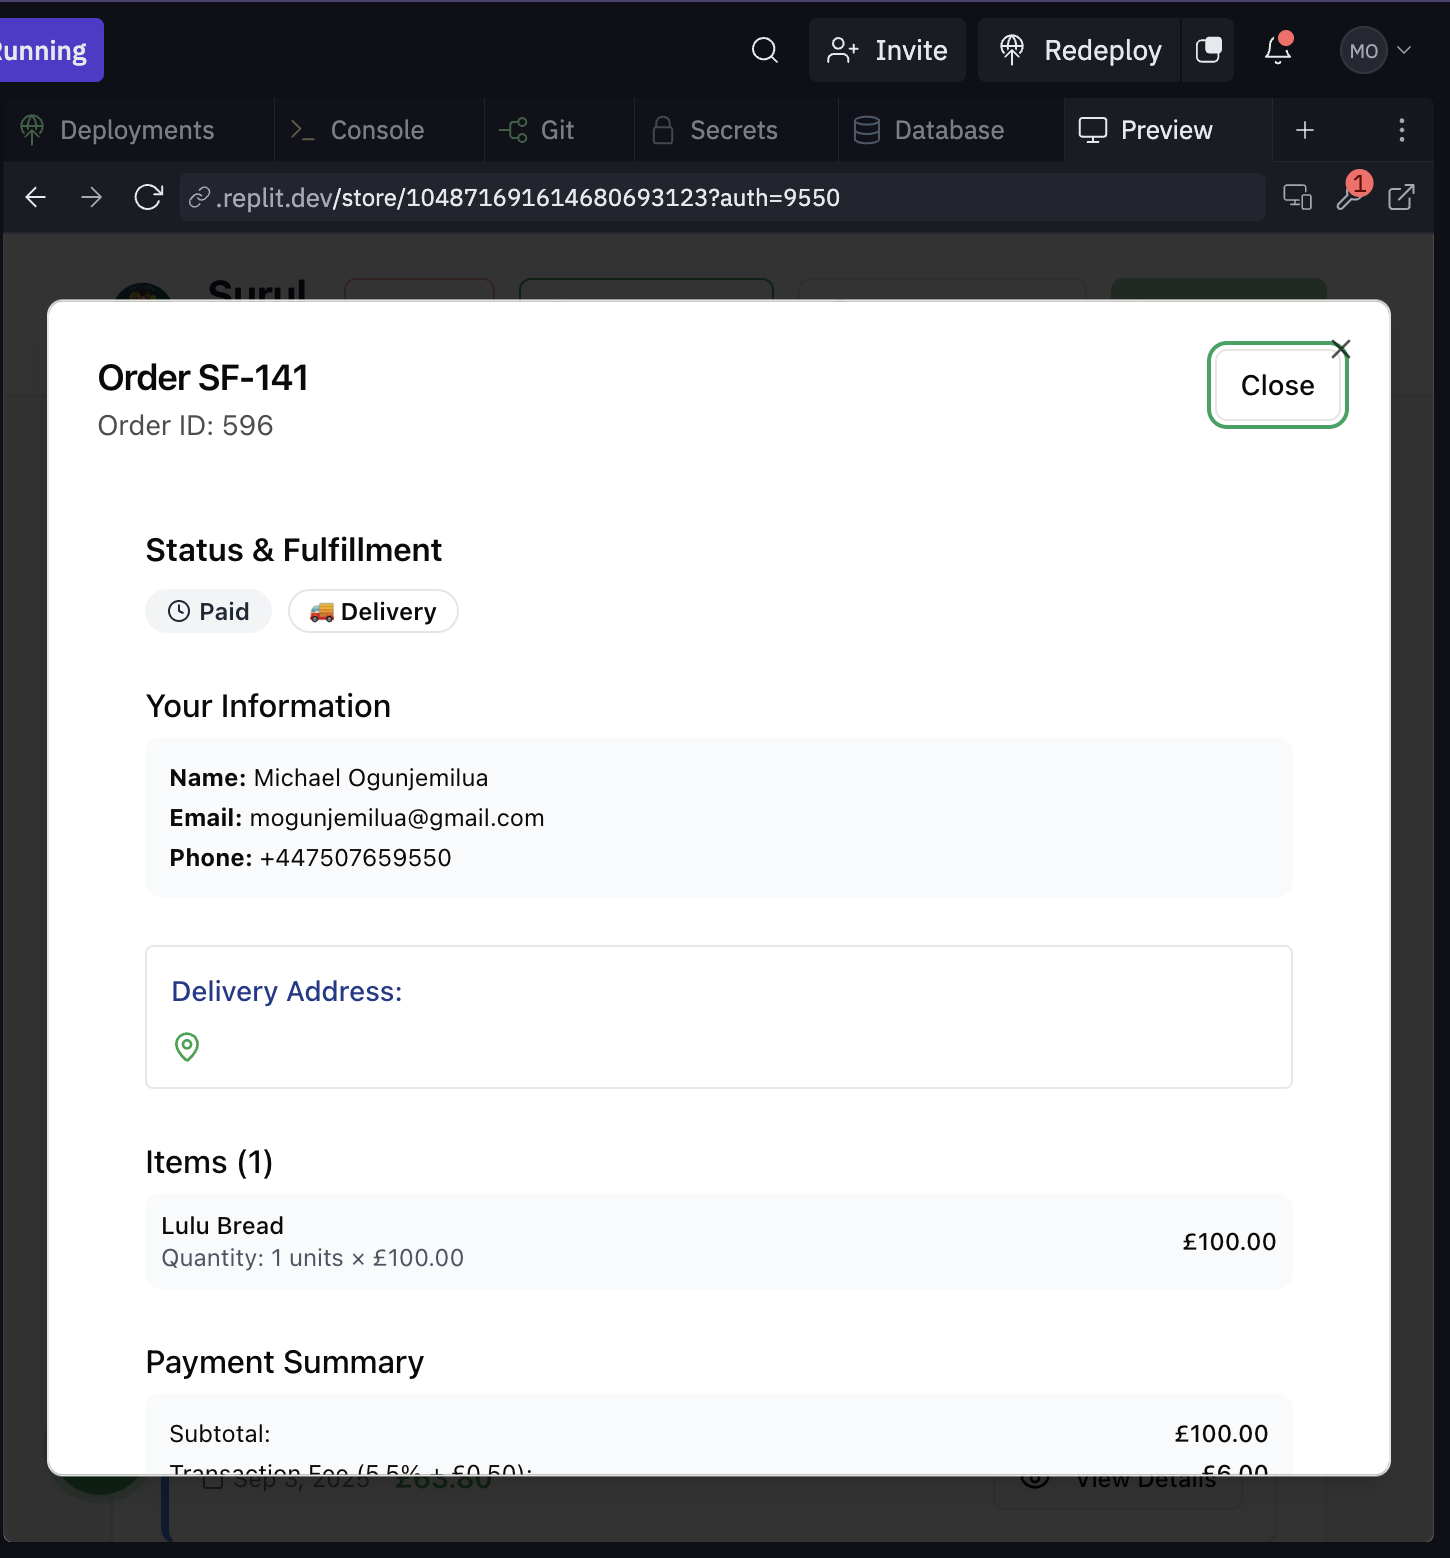 Running
Invite
Redeploy
MO
Deployments
Console
Git
Secrets
Database
Preview
.replit.dev/store/104871691614680693123?auth=9550
1
Surul
Order SF-141
Close
Order ID: 596
Status & Fulfillment
Paid
🚚 Delivery
Your Information
Name: Michael Ogunjemilua
Email: mogunjemilua@gmail.com
Phone: +447507659550
Delivery Address:
Items (1)
Lulu Bread
Quantity: 1 units × £100.00
£100.00
Payment Summary
Subtotal:
£100.00
Transaction Fee (5.5% + £0.50):
£6.00
Sep 3, 2025
£63.80
View Details